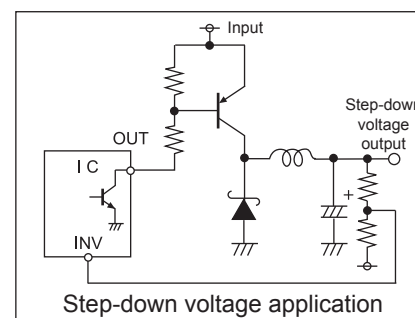 Input
Step-down
voltage
output
OUT
I C
+
INV
Step-down voltage application